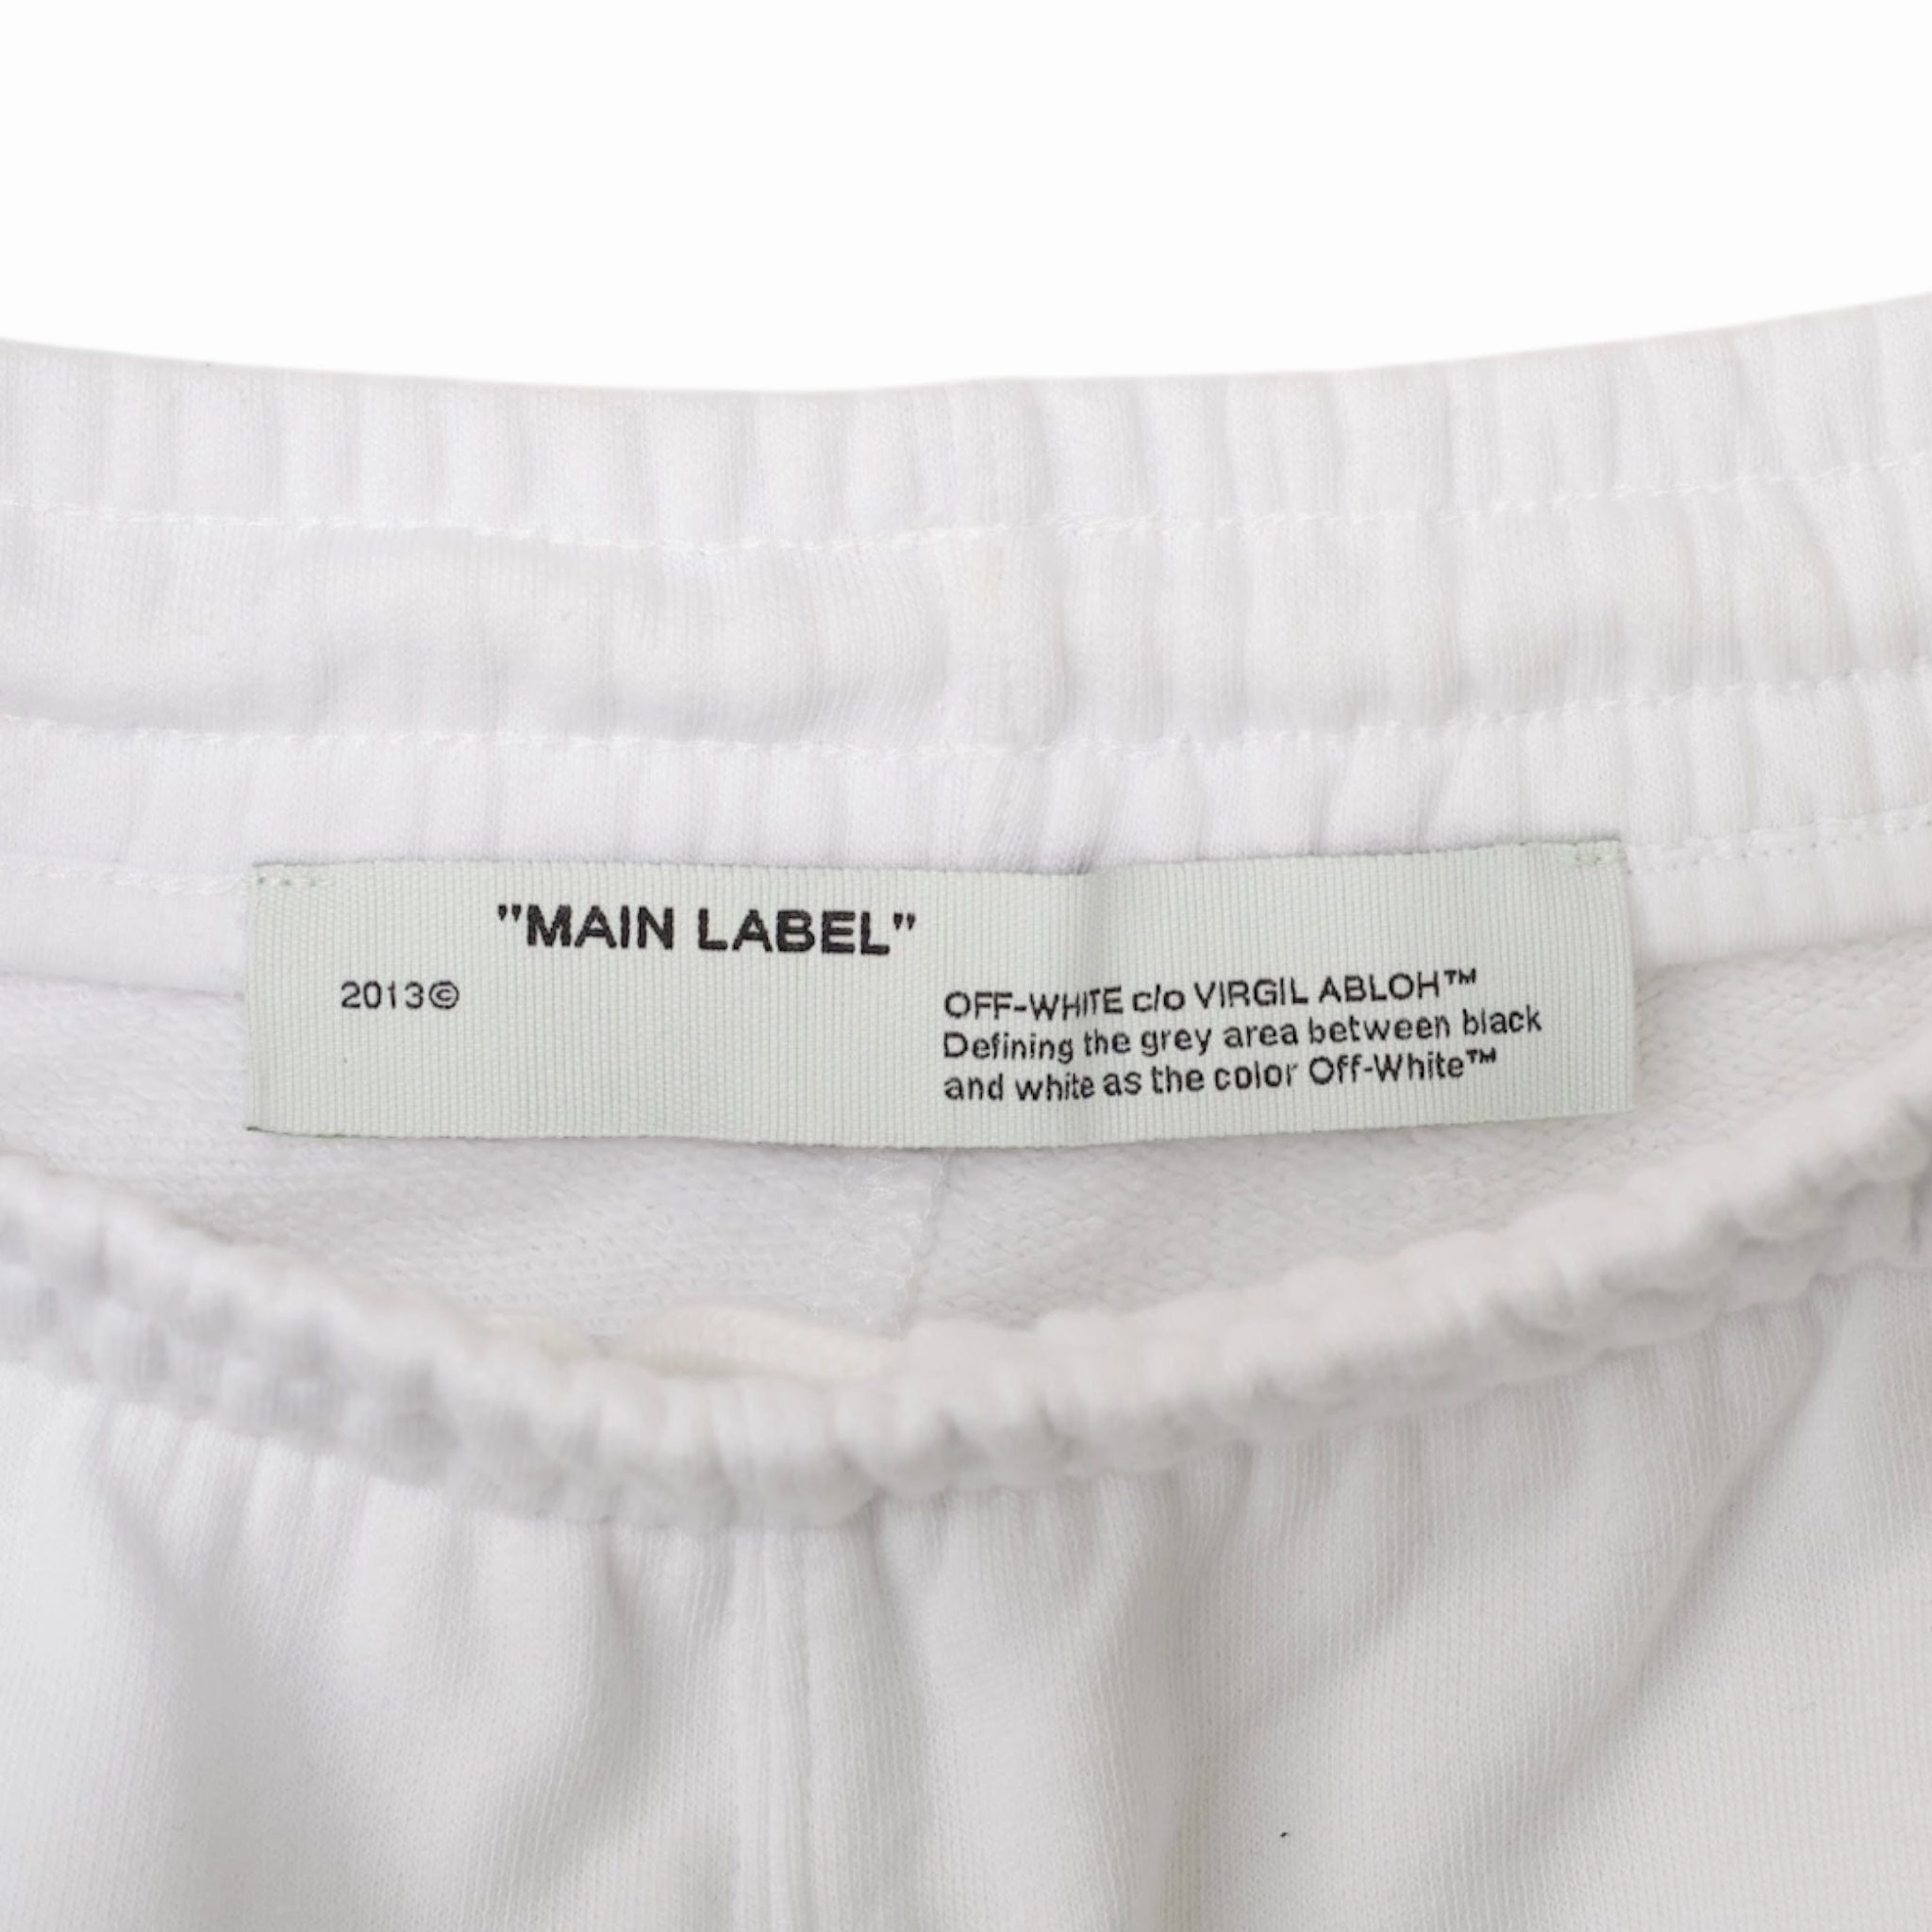 "MAIN LABEL"
2013©
OFF-WHITE c/o VIRGIL ABLOH™
Defining the grey area between black
and white as the color Off-White™